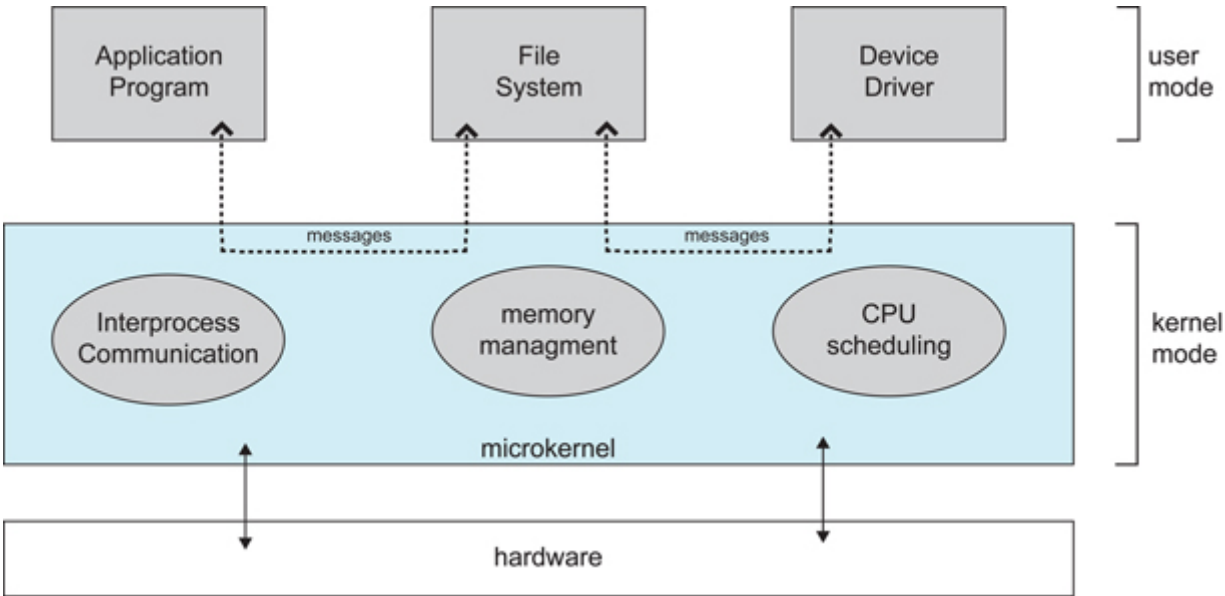 Application
Program
File
System
Device
Driver
user
mode
messages
messages
Interprocess
Communication
memory
managment
CPU
scheduling
kernel
mode
microkernel
hardware